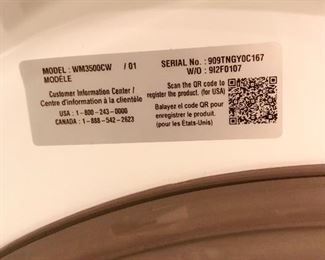 MODEL : WM3500CW / 01
MODÈLE
Customer Information Center /
Centre d'information à la clientèle
USA : 1-800-243-0000
CANADA : 1-888-542-2623
SERIAL No. : 909TNGY0C167
W/O : 9I2F0107
Scan the QR code to
register the product. (for USA)
Balayez el code QR pour
enregistrer le produit.
(pour les États-Unis)